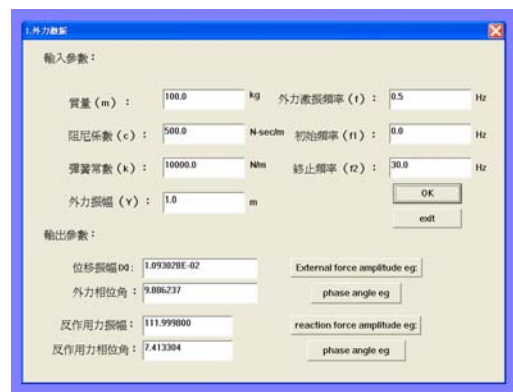 1.外力激振
輸入參數：
質量 (m) : 100.0 kg 外力激振頻率 (f) : 0.5 Hz
阻尼係數 (c) : 500.0 N-sec/m 初始頻率 (f1) : 0.0 Hz
彈簧常數 (k) : 10000.0 N/m 終止頻率 (f2) : 30.0 Hz
外力振幅 (Y) : 1.0 m
OK
exit
輸出參數：
位移振幅[X]: 1.093028E-02 External force amplitude eg:
外力相位角 : 9.886237 phase angle eg
反作用力振幅: 111.999800 reaction force amplitude eg:
反作用力相位角 : 7.413304 phase angle eg